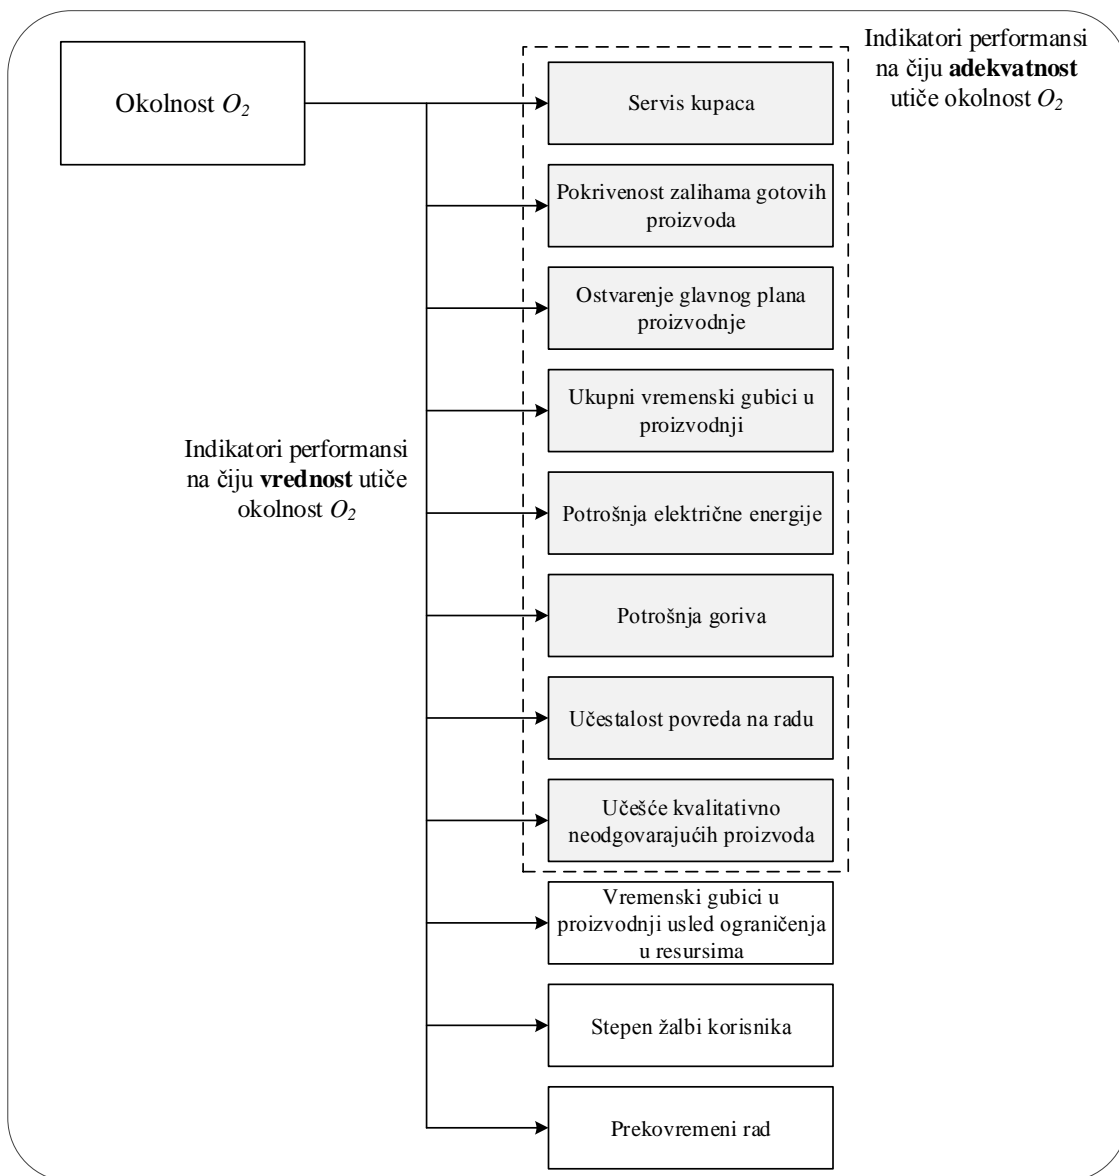 Okolnost O2
Indikatori performansi
na čiju adekvatnost
utiče okolnost O2
Servis kupaca
Pokrivenost zalihama gotovih
proizvoda
Ostvarenje glavnog plana
proizvodnje
Ukupni vremenski gubici u
proizvodnji
Indikatori performansi
na čiju vrednost utiče
okolnost O2
Potrošnja električne energije
Potrošnja goriva
Učestalost povreda na radu
Učešće kvalitativno
neodgovarajućih proizvoda
Vremenski gubici u
proizvodnji usled ograničenja
u resursima
Stepen žalbi korisnika
Prekovremeni rad